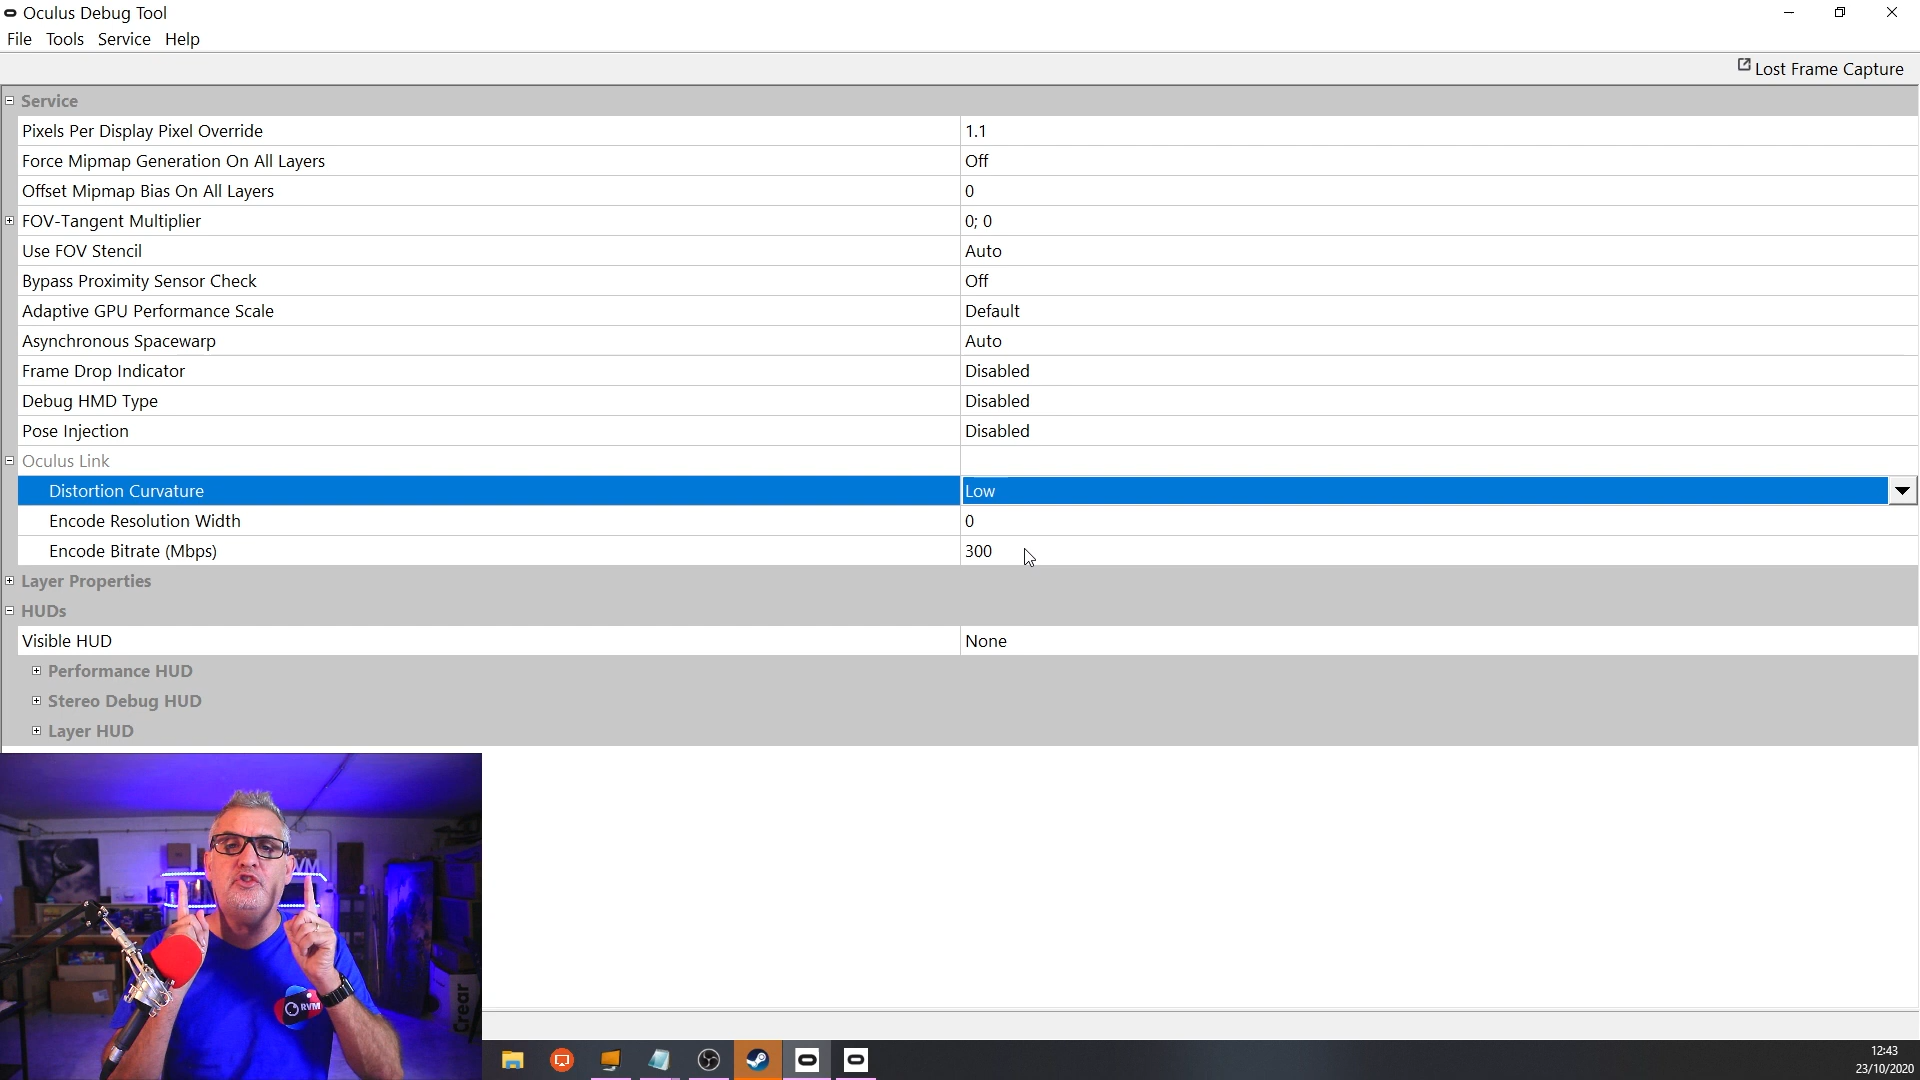 Oculus Debug Tool
File Tools Service Help
Lost Frame Capture
Service
Pixels Per Display Pixel Override 1.1
Force Mipmap Generation On All Layers Off
Offset Mipmap Bias On All Layers 0
FOV-Tangent Multiplier 0; 0
Use FOV Stencil Auto
Bypass Proximity Sensor Check Off
Adaptive GPU Performance Scale Default
Asynchronous Spacewarp Auto
Frame Drop Indicator Disabled
Debug HMD Type Disabled
Pose Injection Disabled
Oculus Link
Distortion Curvature Low
Encode Resolution Width 0
Encode Bitrate (Mbps) 300
Layer Properties
HUDs
Visible HUD None
Performance HUD
Stereo Debug HUD
Layer HUD
VM
RVM
Crear
12:43
23/10/2020